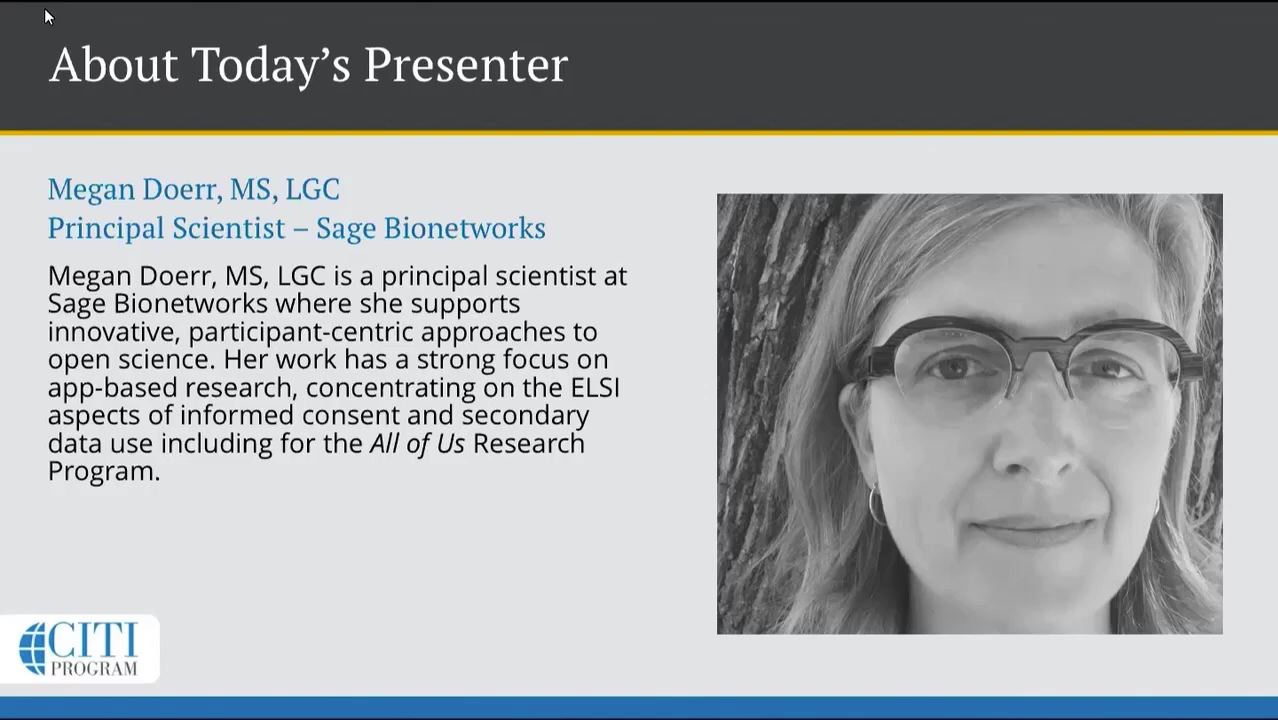 About Today’s Presenter
Megan Doerr, MS, LGC
Principal Scientist – Sage Bionetworks
Megan Doerr, MS, LGC is a principal scientist at
Sage Bionetworks where she supports
innovative, participant-centric approaches to
open science. Her work has a strong focus on
app-based research, concentrating on the ELSI
aspects of informed consent and secondary
data use including for the All of Us Research
Program.
CITI
PROGRAM